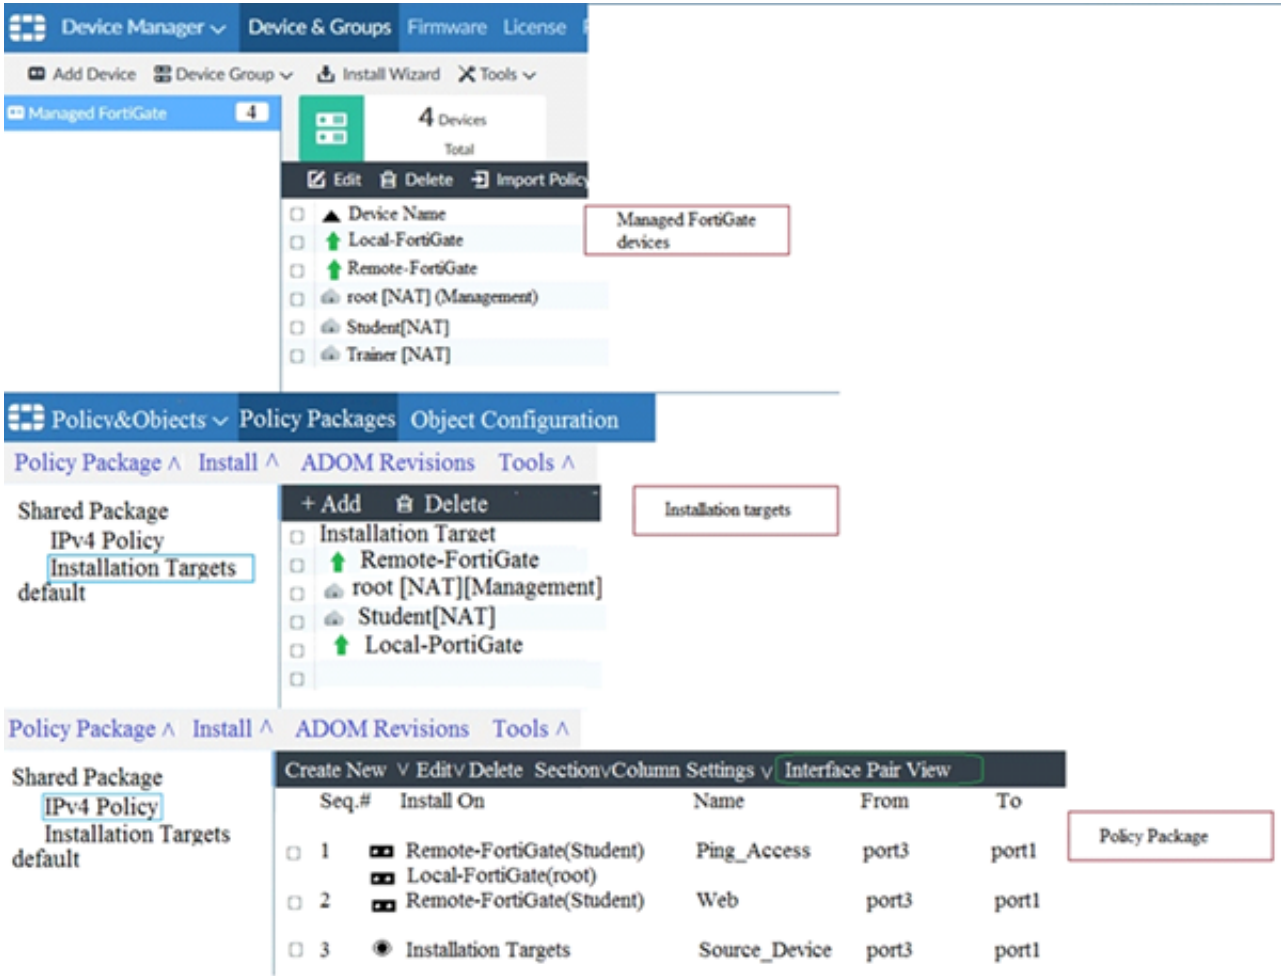 Device Manager Device & Groups Firmware License
Add Device Device Group Install Wizard Tools
Managed FortiGate 4
4 Devices
Total
Edit Delete Import Policy
Device Name
Local-FortiGate
Remote-FortiGate
root [NAT] (Management)
Student[NAT]
Trainer [NAT]
Managed FortiGate
devices
Policy&Objects Policy Packages Object Configuration
Policy Package ˄ Install ˄ ADOM Revisions Tools ˄
Shared Package
IPv4 Policy
Installation Targets
default
+ Add Delete
Installation Target
Remote-FortiGate
root [NAT][Management]
Student[NAT]
Local-PortiGate
Installation targets
Policy Package ˄ Install ˄ ADOM Revisions Tools ˄
Shared Package
IPv4 Policy
Installation Targets
default
Create New ˅ Edit˅ Delete Section˅Column Settings ˅ Interface Pair View
Seq.# Install On Name From To
1 Remote-FortiGate(Student) Ping_Access port3 port1
Local-FortiGate(root)
2 Remote-FortiGate(Student) Web port3 port1
3 Installation Targets Source_Device port3 port1
Policy Package